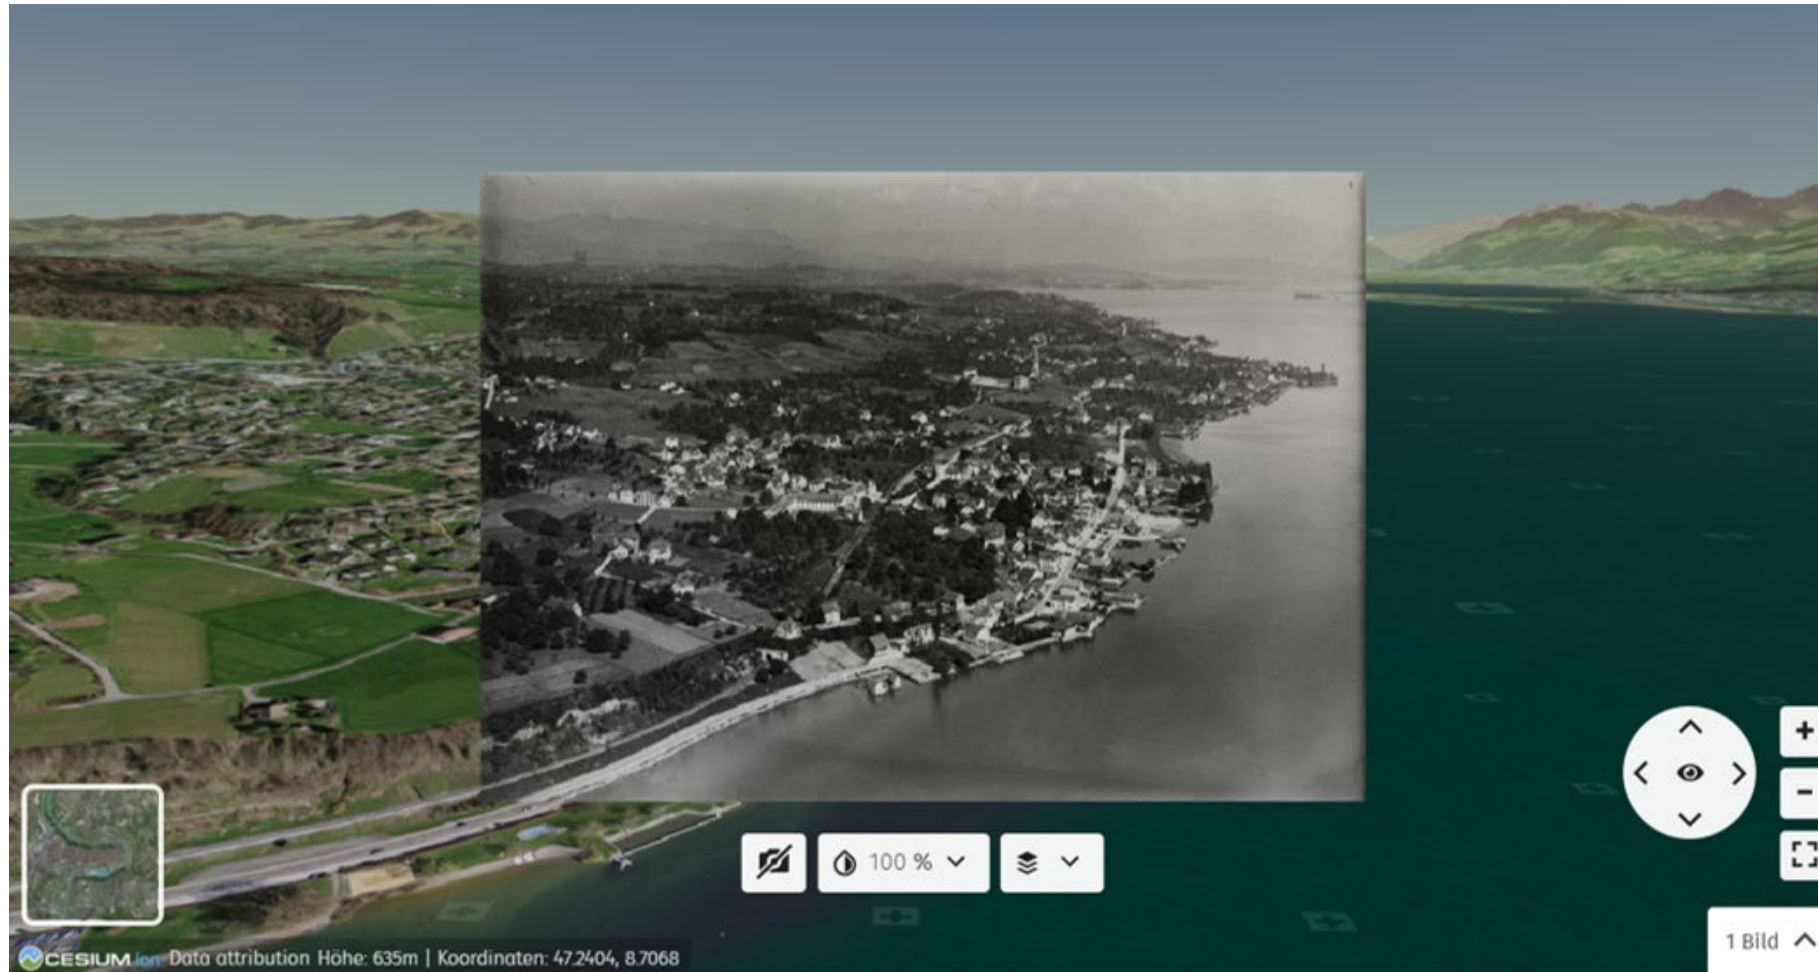 100 %
1 Bild
CESIUM ion Data attribution Höhe: 635m | Koordinaten: 47.2404, 8.7068